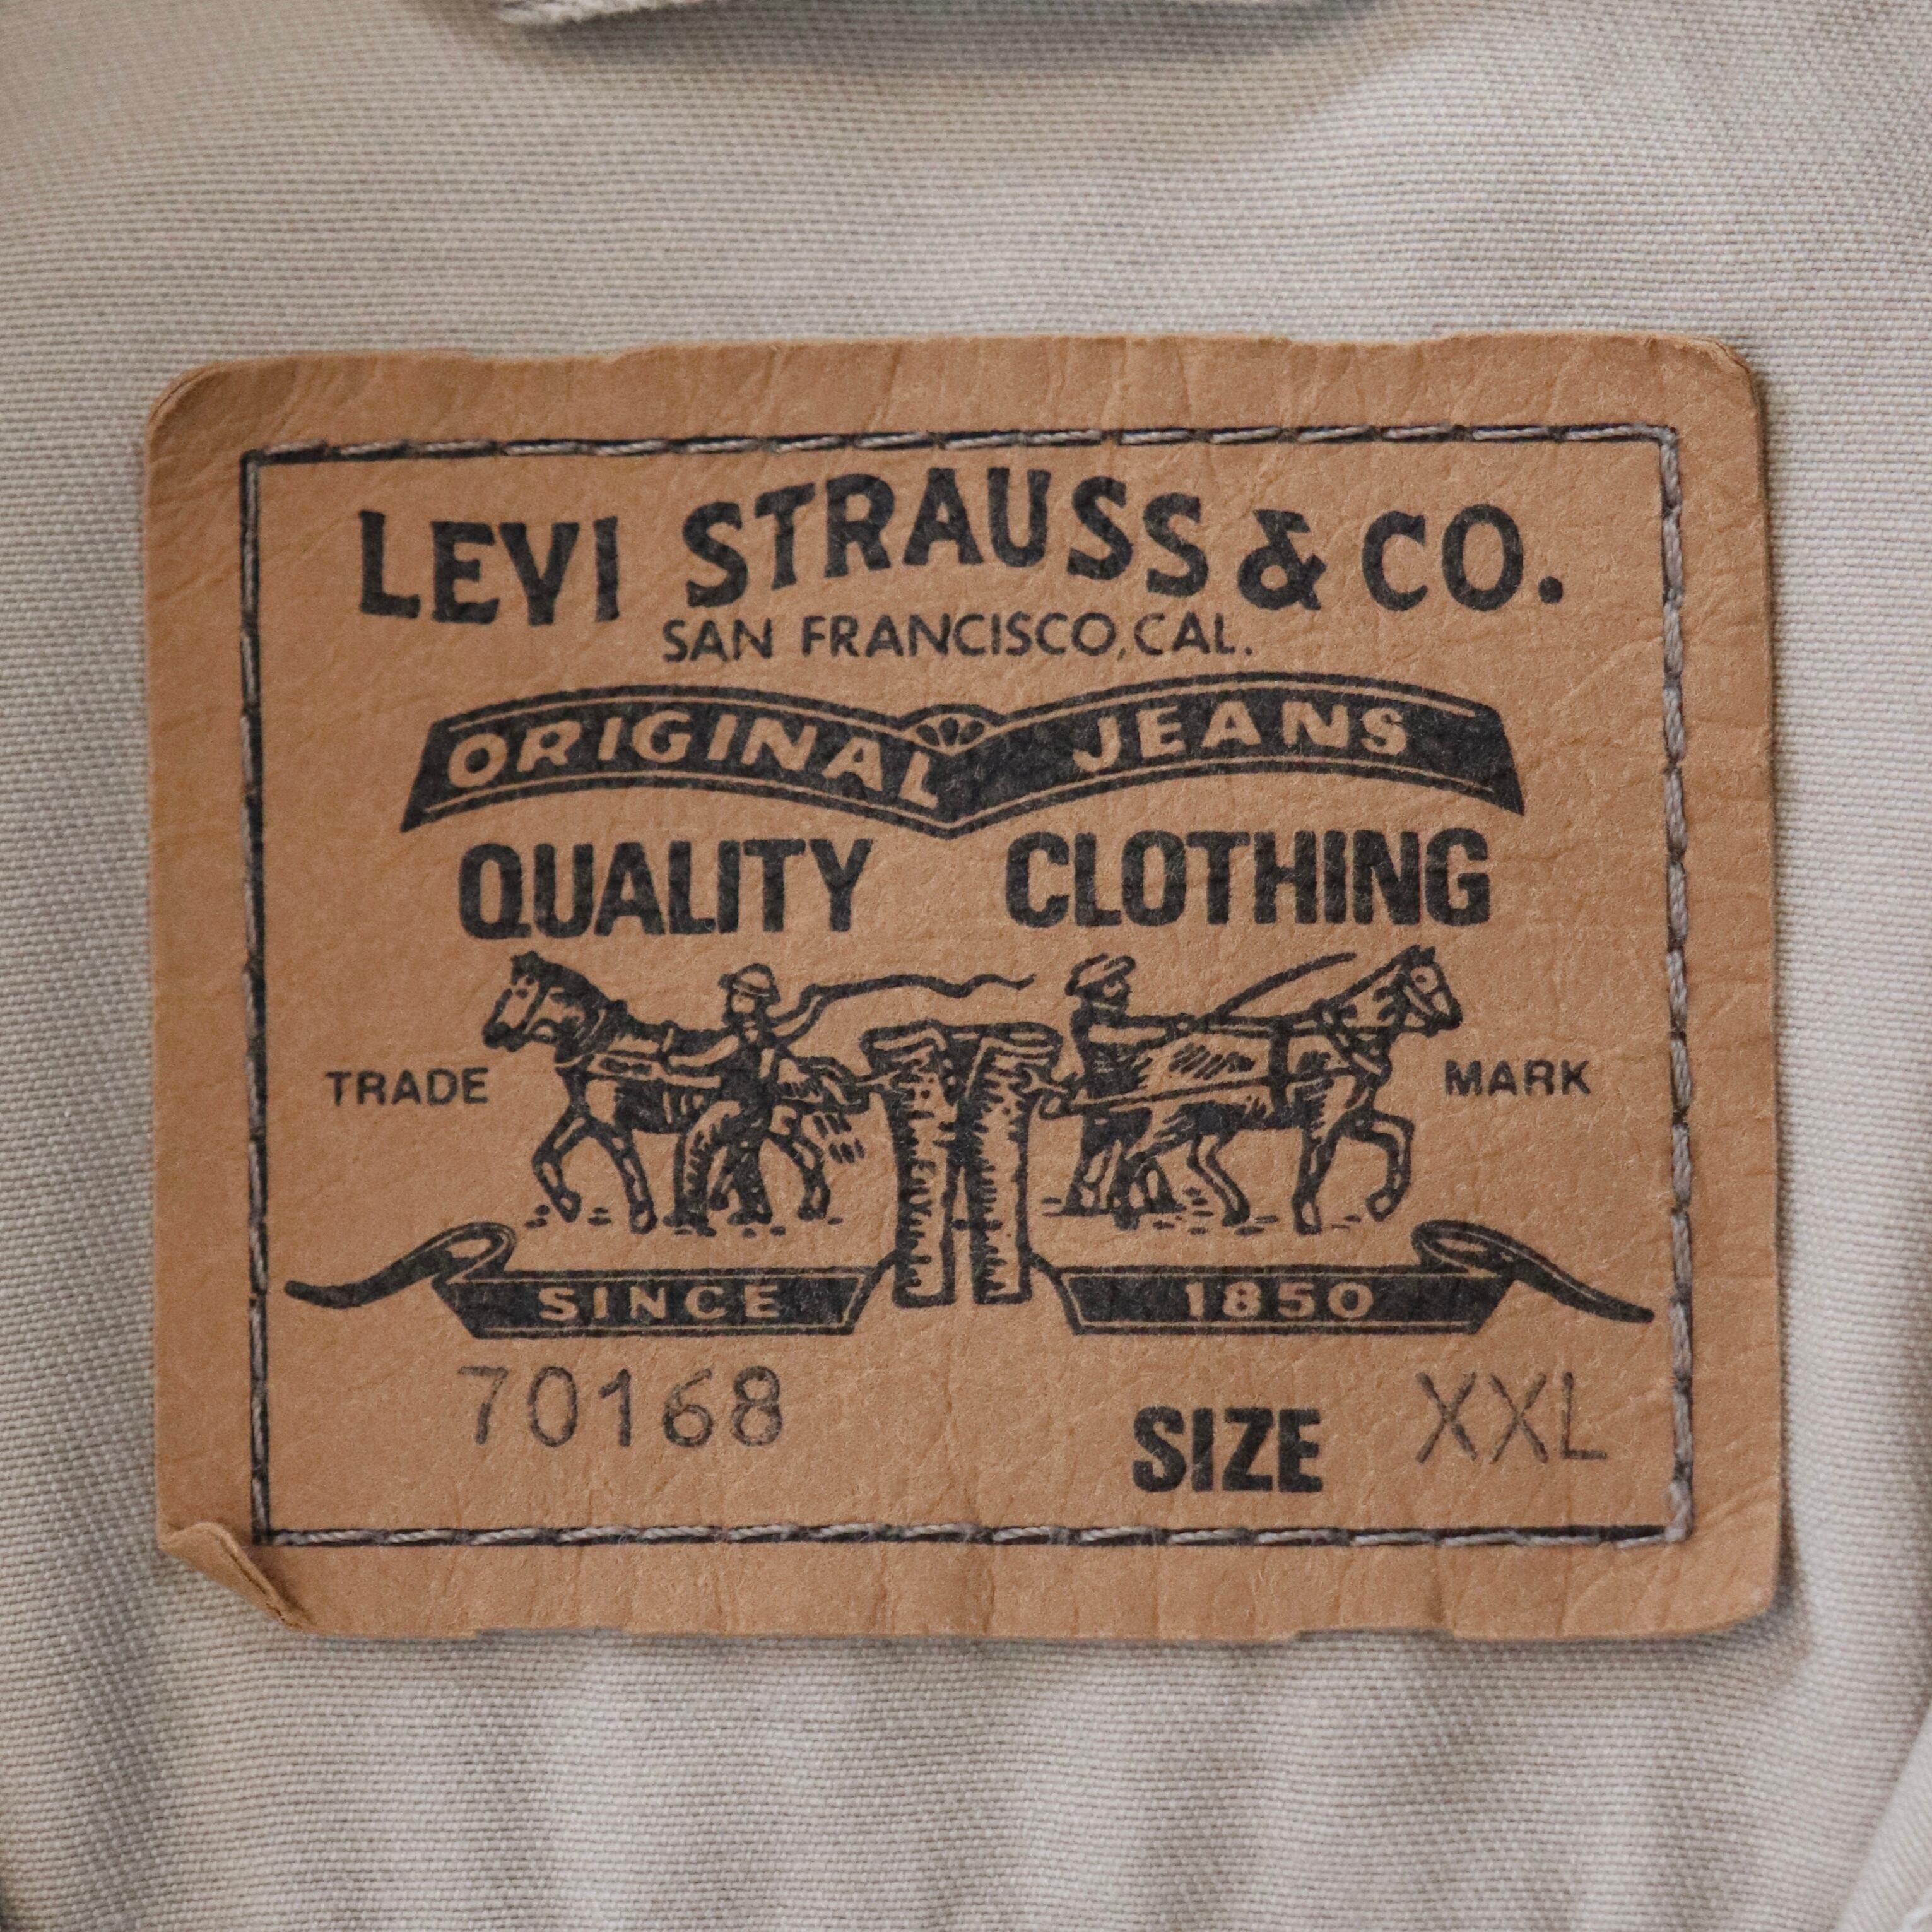 LEVI STRAUSS & CO.
SAN FRANCISCO, CAL.
ORIGINAL JEANS
QUALITY CLOTHING
TRADE MARK
SINCE 1850
70168 SIZE XXL